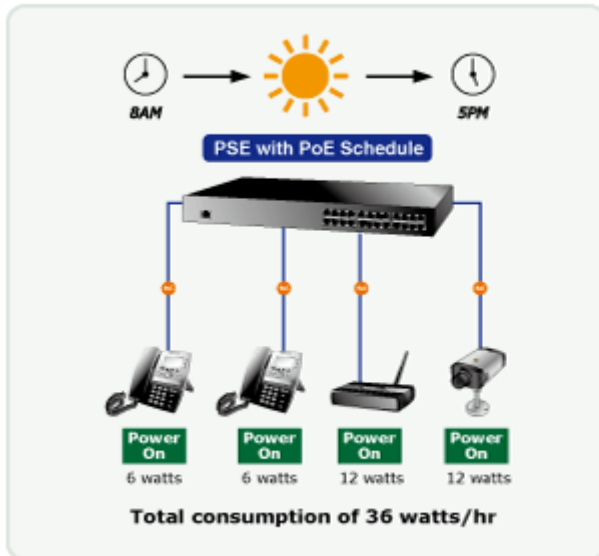 8AM
5PM
PSE with PoE Schedule
Power
On
Power
On
Power
On
Power
On
6 watts
6 watts
12 watts
12 watts
Total consumption of 36 watts/hr